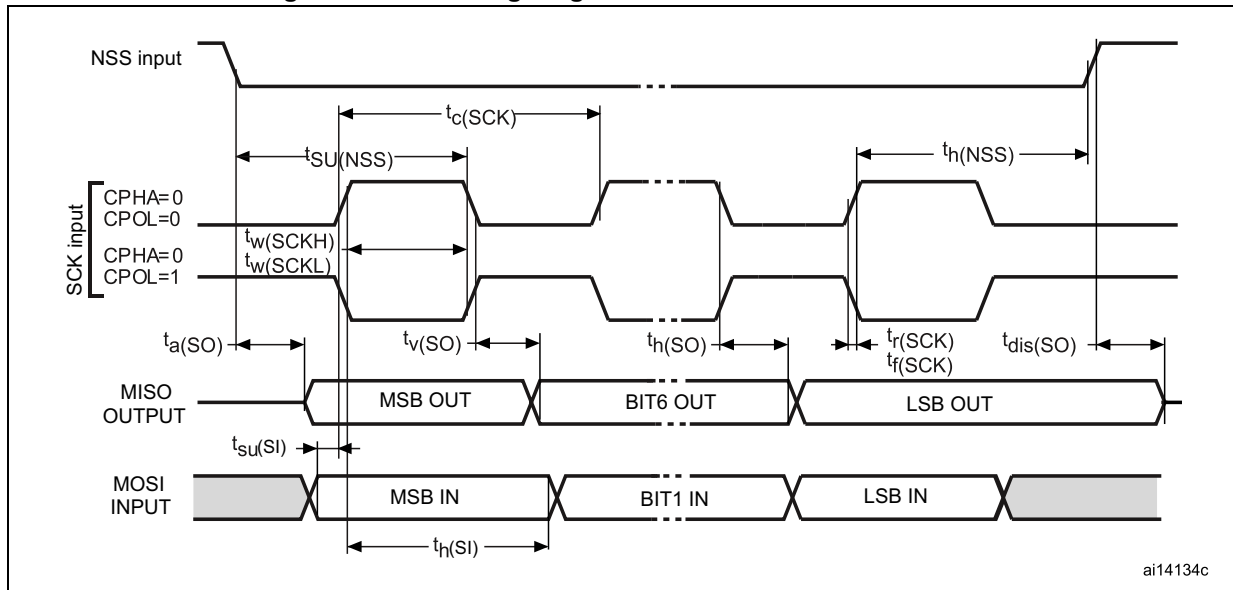 NSS input
tc(SCK)
tSU(NSS)
th(NSS)
SCK input
CPHA=0
CPOL=0
tw(SCKH)
CPHA=0
tw(SCKL)
CPOL=1
ta(SO)
tv(SO)
th(SO)
tr(SCK)
tf(SCK)
tdis(SO)
MISO
OUTPUT
MSB OUT
BIT6 OUT
LSB OUT
tsu(SI)
MOSI
INPUT
MSB IN
BIT1 IN
LSB IN
th(SI)
ai14134c